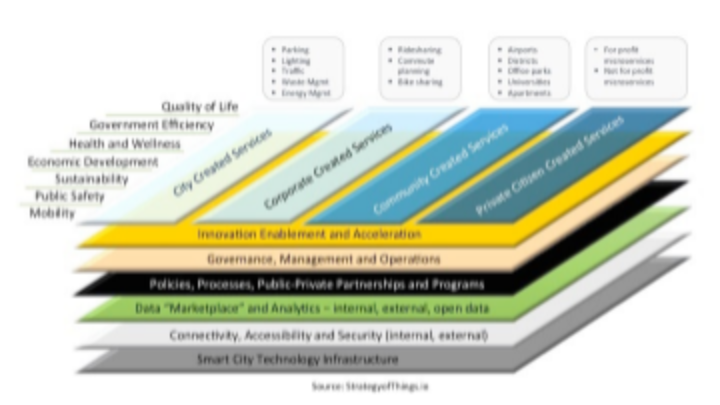 Parking
Lighting
Traffic
Waste Mgmt
Energy Mgmt
Ridesharing
Commute
planning
Bike sharing
Airports
Districts
Office parks
Universities
Apartments
For profit
microservices
Not for profit
microservices
Quality of Life
Government Efficiency
Health and Wellness
Economic Development
Sustainability
Public Safety
Mobility
City Created Services
Corporate Created Services
Community Created Services
Private Citizen Created Services
Innovation Enablement and Acceleration
Governance, Management and Operations
Policies, Processes, Public-Private Partnerships and Programs
Data "Marketplace" and Analytics – internal, external, open data
Connectivity, Accessibility and Security (internal, external)
Smart City Technology Infrastructure
Source: StrategyofThings.io